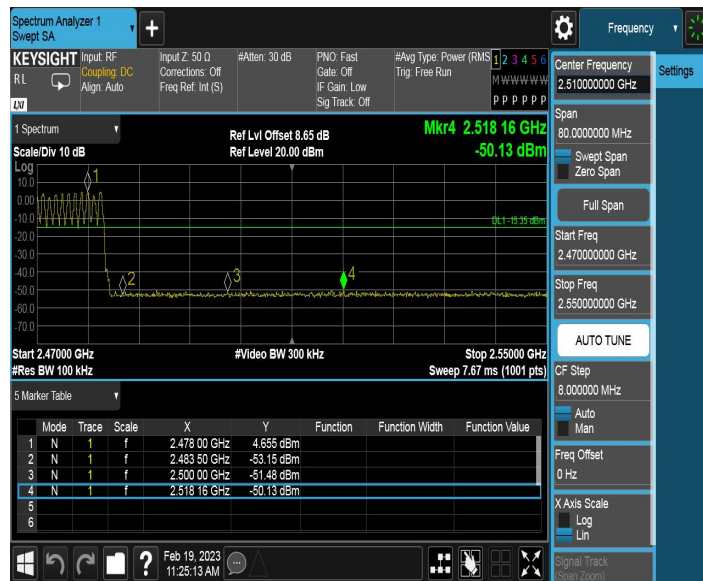 Spectrum Analyzer 1
Swept SA
+
Frequency
KEYSIGHT
RL
LXI
Input: RF
Coupling: DC
Align: Auto
Input Z: 50 Ω
Corrections: Off
Freq Ref: Int (S)
#Atten: 30 dB
PNO: Fast
Gate: Off
IF Gain: Low
Sig Track: Off
#Avg Type: Power (RMS
Trig: Free Run
1 2 3 4 5 6
M W W W W W
P P P P P P
1 Spectrum
Scale/Div 10 dB
Ref Lvl Offset 8.65 dB
Ref Level 20.00 dBm
Mkr4 2.518 16 GHz
-50.13 dBm
Log
10.0
0.00
-10.0
-20.0
-30.0
-40.0
-50.0
-60.0
-70.0
1
2
3
4
DL1 -15.35 dBm
Start 2.47000 GHz
#Res BW 100 kHz
#Video BW 300 kHz
Stop 2.55000 GHz
Sweep 7.67 ms (1001 pts)
5 Marker Table
Mode Trace Scale X Y Function Function Width Function Value
1 N 1 f 2.478 00 GHz 4.655 dBm
2 N 1 f 2.483 50 GHz -53.15 dBm
3 N 1 f 2.500 00 GHz -51.48 dBm
4 N 1 f 2.518 16 GHz -50.13 dBm
5
6
?
Feb 19, 2023
11:25:13 AM
Center Frequency
2.510000000 GHz
Span
80.0000000 MHz
Swept Span
Zero Span
Full Span
Start Freq
2.470000000 GHz
Stop Freq
2.550000000 GHz
AUTO TUNE
CF Step
8.000000 MHz
Auto
Man
Freq Offset
0 Hz
X Axis Scale
Log
Lin
Signal Track
(Span Zoom)
Settings